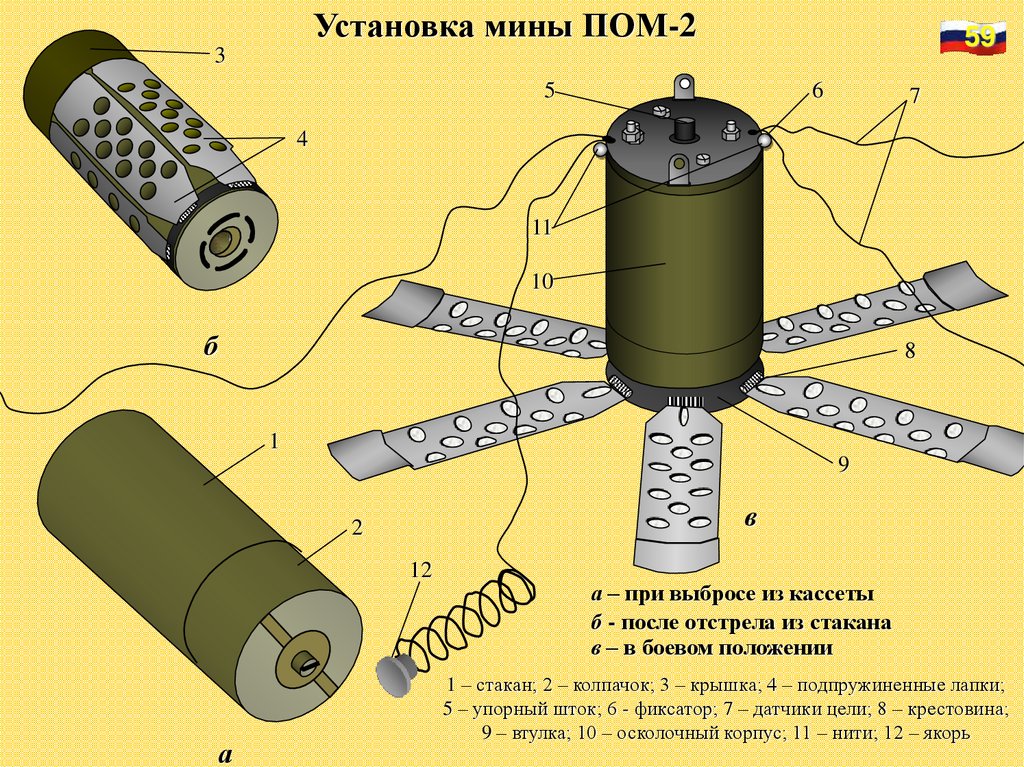 Установка мины ПОМ-2
59
3
5
6
7
4
11
10
б
8
1
9
2
в
12
а – при выбросе из кассеты
б - после отстрела из стакана
в – в боевом положении
1 – стакан; 2 – колпачок; 3 – крышка; 4 – подпружиненные лапки;
5 – упорный шток; 6 - фиксатор; 7 – датчики цели; 8 – крестовина;
9 – втулка; 10 – осколочный корпус; 11 – нити; 12 – якорь
а